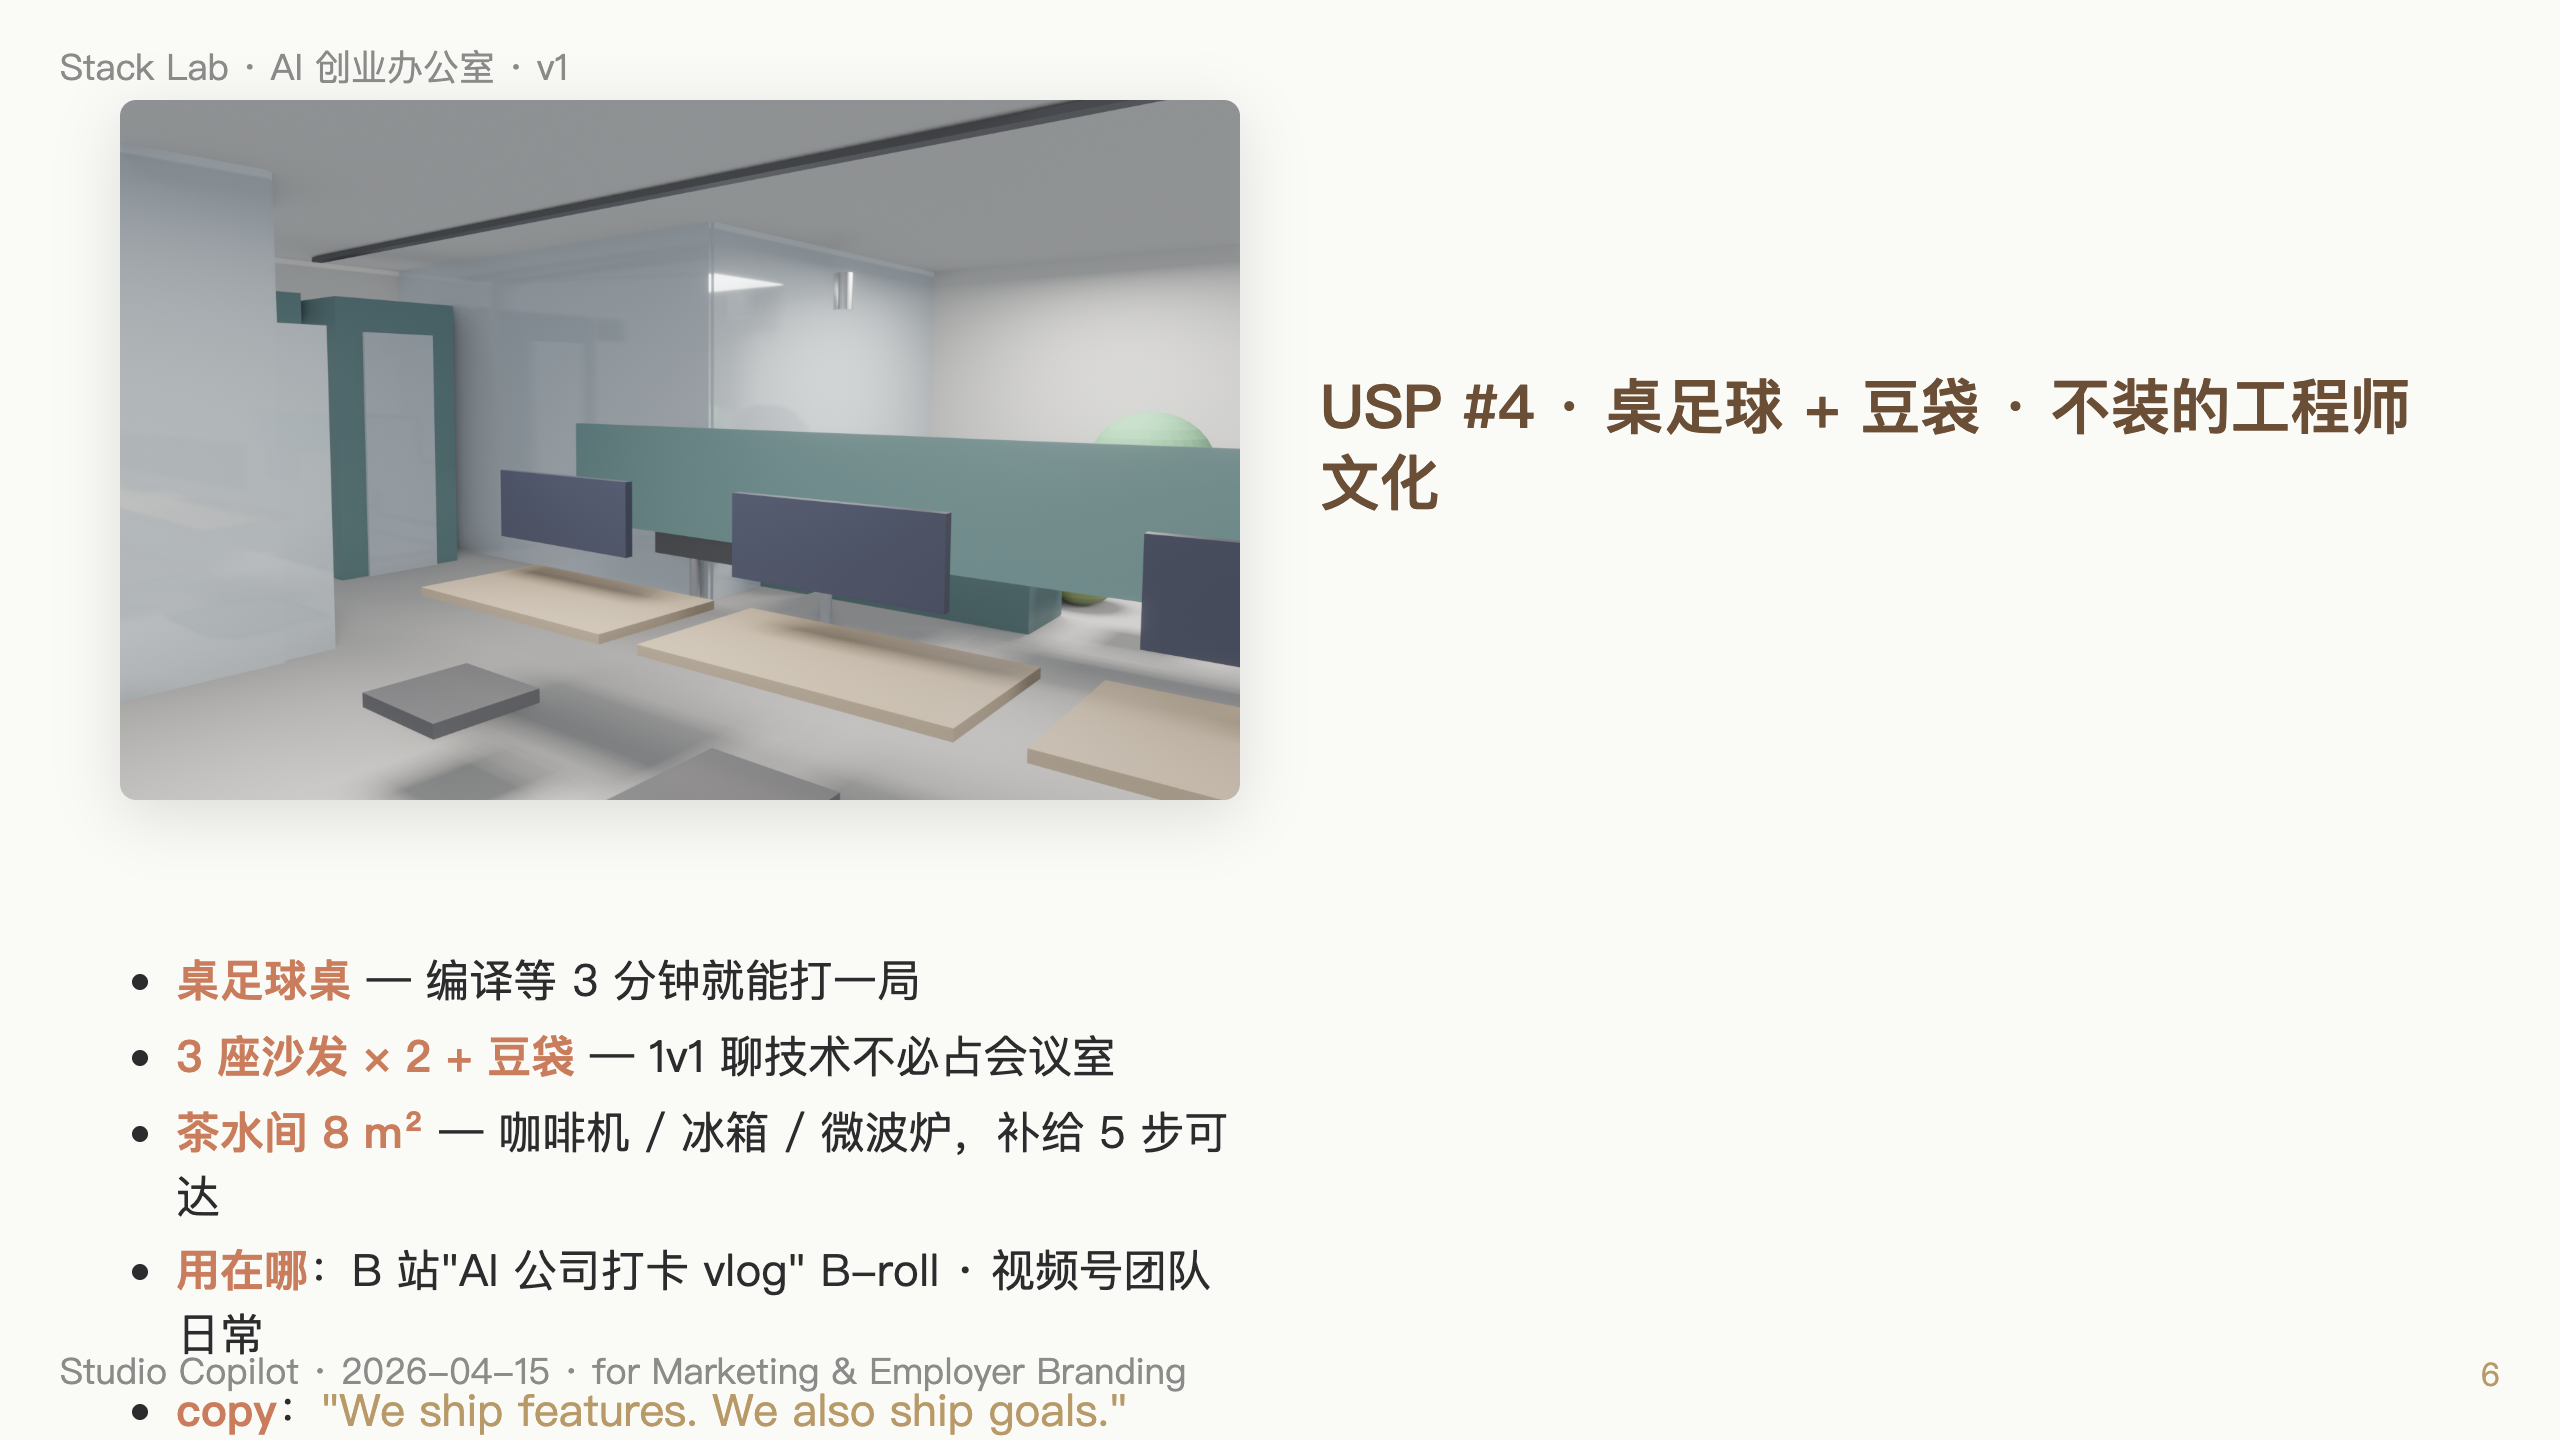 Stack Lab · AI 创业办公室 · v1
USP #4 · 桌足球 + 豆袋 · 不装的工程师
文化
• 桌足球桌 — 编译等 3 分钟就能打一局
• 3 座沙发 × 2 + 豆袋 — 1v1 聊技术不必占会议室
• 茶水间 8 m² — 咖啡机 / 冰箱 / 微波炉，补给 5 步可
达
• 用在哪：B 站"AI 公司打卡 vlog" B-roll · 视频号团队
日常
Studio Copilot · 2026-04-15 · for Marketing & Employer Branding
6
• copy："We ship features. We also ship goals."